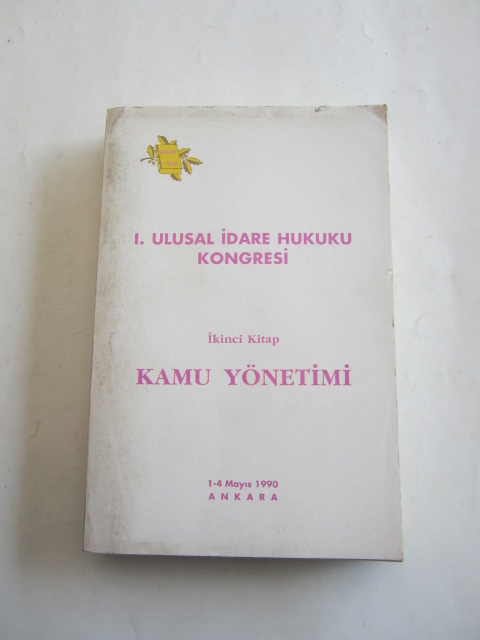 I. ULUSAL İDARE HUKUKU
KONGRESİ
İkinci Kitap
KAMU YÖNETİMİ
1-4 Mayıs 1990
ANKARA